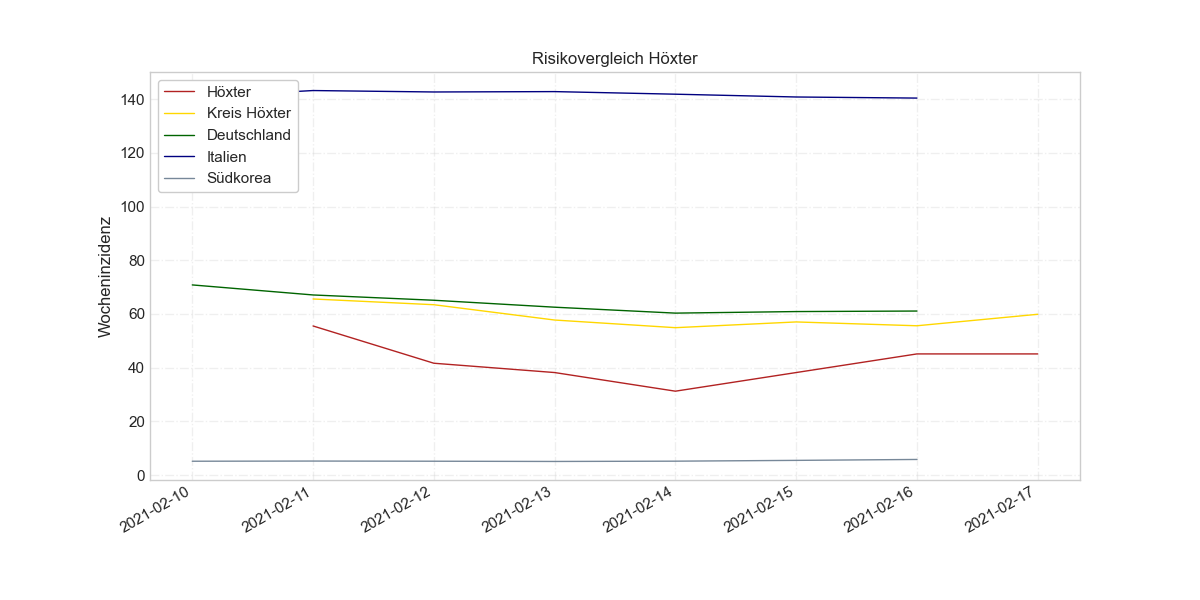 Risikovergleich Höxter
Höxter
Kreis Höxter
Deutschland
Italien
Südkorea
Wocheninzidenz
140
120
100
80
60
40
20
0
2021-02-10
2021-02-11
2021-02-12
2021-02-13
2021-02-14
2021-02-15
2021-02-16
2021-02-17